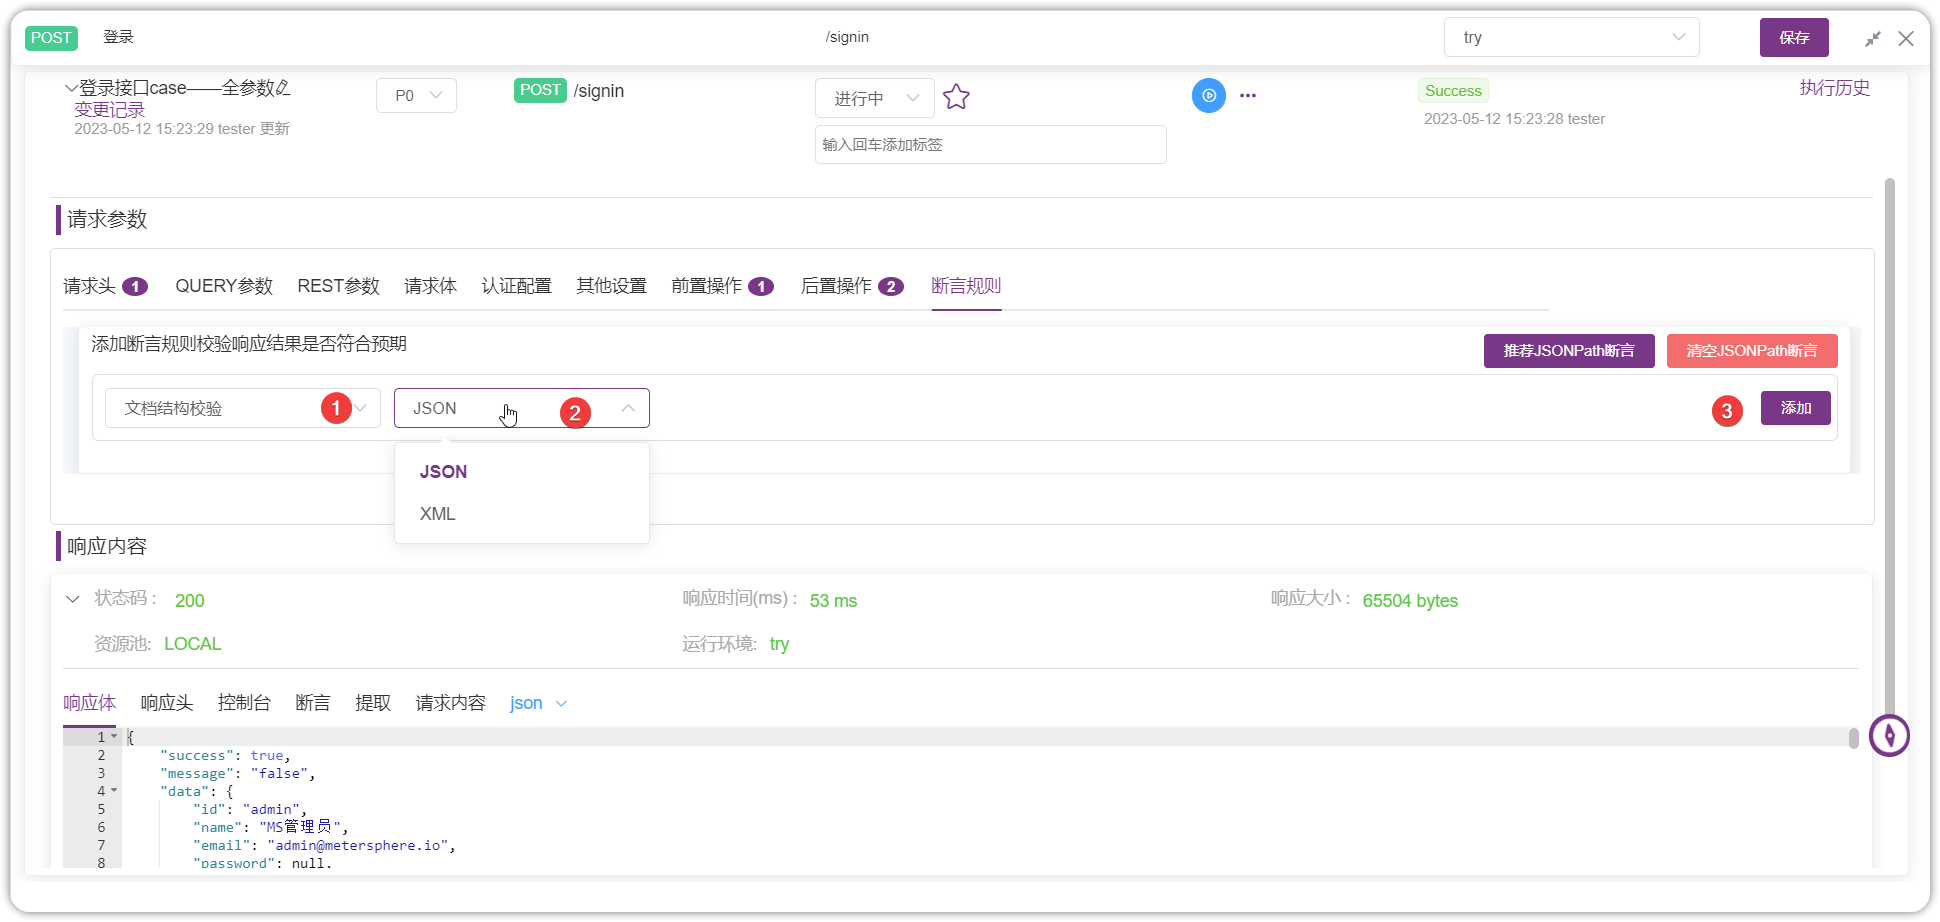 POST 登录 /signin try 保存
登录接口case——全参数 P0 POST /signin 进行中 Success 执行历史
变更记录
2023-05-12 15:23:29 tester 更新 2023-05-12 15:23:28 tester
输入回车添加标签
请求参数
请求头 1 QUERY参数 REST参数 请求体 认证配置 其他设置 前置操作 1 后置操作 2 断言规则
添加断言规则校验响应结果是否符合预期 推荐JSONPath断言 清空JSONPath断言
文档结构校验 1 JSON 2 3 添加
JSON
XML
响应内容
状态码： 200 响应时间(ms)： 53 ms 响应大小： 65504 bytes
资源池: LOCAL 运行环境: try
响应体 响应头 控制台 断言 提取 请求内容 json
1 {
2 "success": true,
3 "message": "false",
4 "data": {
5 "id": "admin",
6 "name": "MS管理员",
7 "email": "admin@metersphere.io",
8 "password": null,